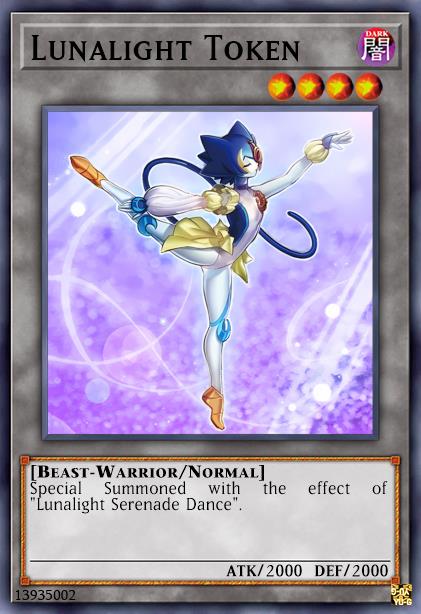 LUNALIGHT TOKEN
DARK
闇
[BEAST-WARRIOR/NORMAL]
Special Summoned with the effect of
"Lunalight Serenade Dance".
ATK/2000 DEF/2000
13935002